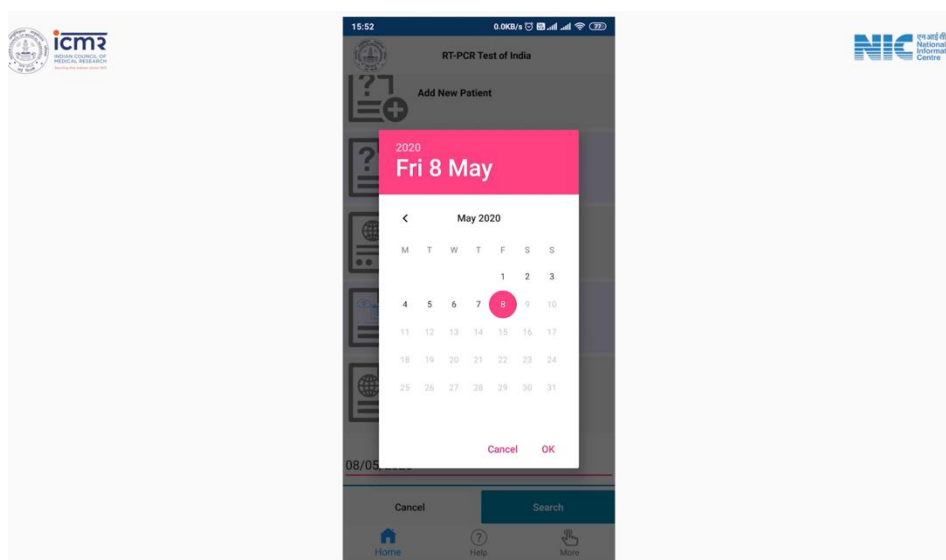 icmr
INDIAN COUNCIL OF
MEDICAL RESEARCH
एन आई सी
National
Informat
Centre
15:52
0.0KB/s
77
RT-PCR Test of India
Add New Patient
2020
Fri 8 May
May 2020
M T W T F S S
1 2 3
4 5 6 7 8 9 10
11 12 13 14 15 16 17
18 19 20 21 22 23 24
25 26 27 28 29 30 31
Cancel OK
08/05/
Cancel Search
Home Help More